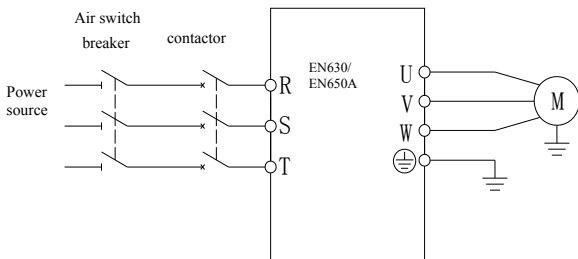 Air switch
breaker
contactor
Power
source
EN630/
EN650A
R
S
T
U
V
W
M